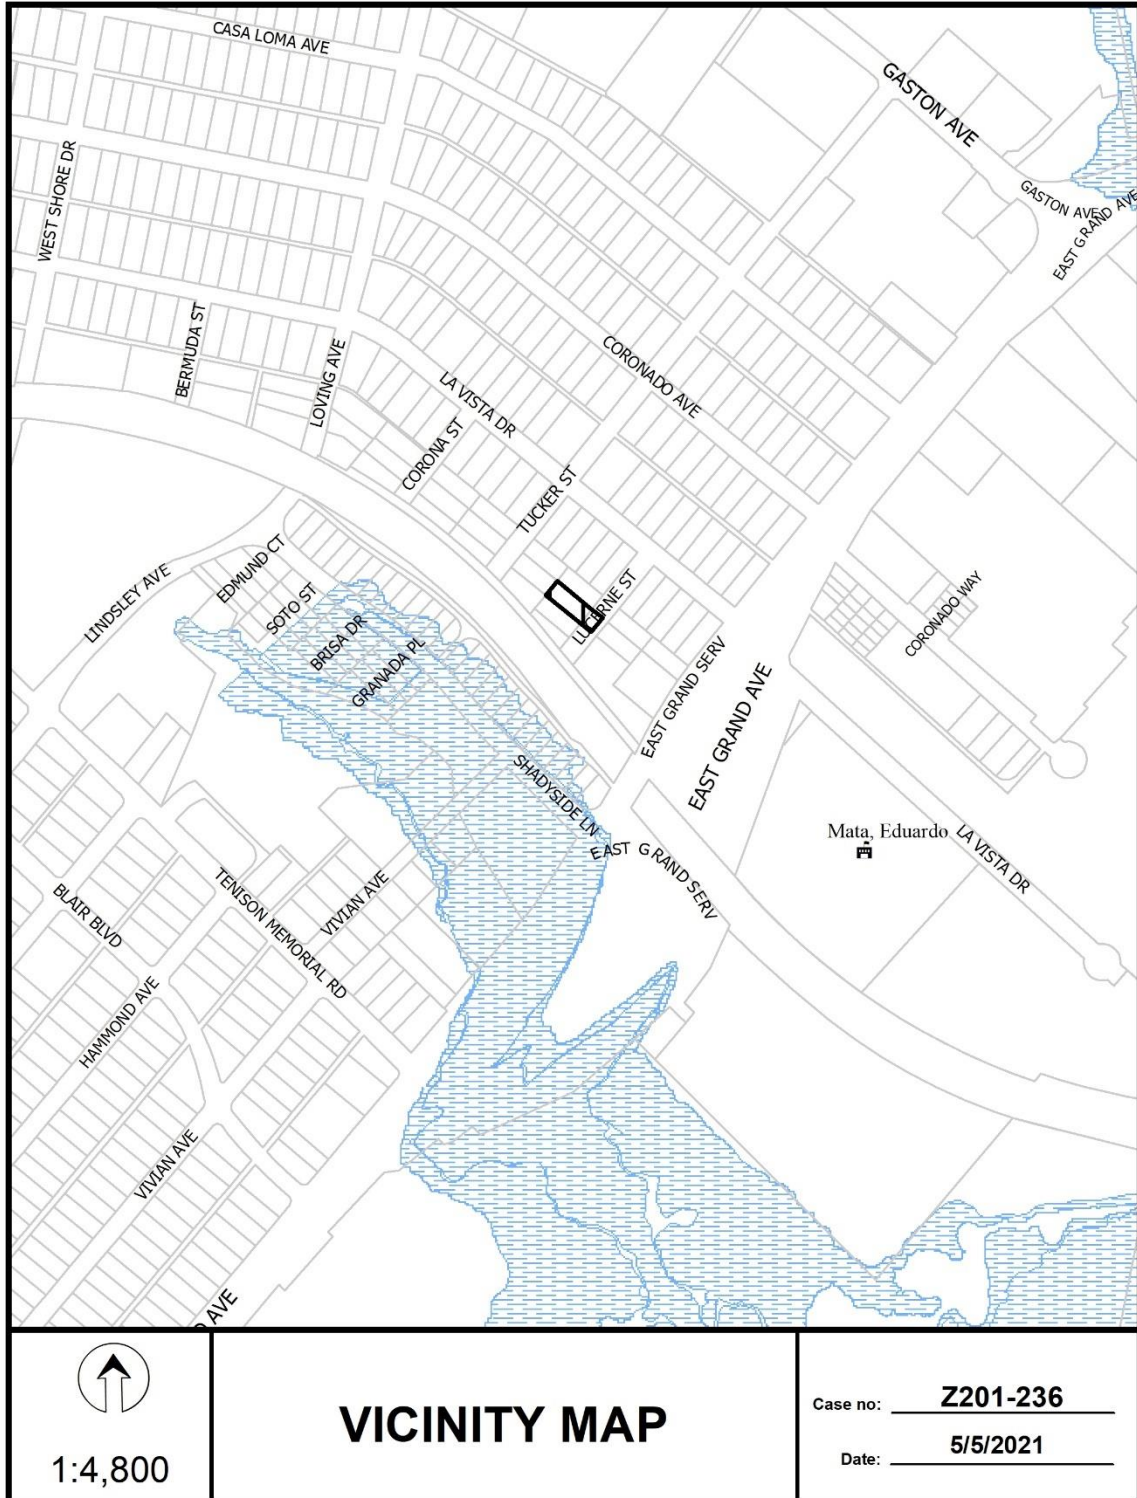 CASA LOMA AVE
GASTON AVE
WEST SHORE DR
GASTON AVE
EAST GRAND AVE
BERMUDA ST
LOVING AVE
CORONADO AVE
LA VISTA DR
CORONA ST
TUCKER ST
EDMUND CT
LINDSLEY AVE
SOTO ST
LUCERNE ST
CORONADO WAY
BRISA DR
GRANADA PL
EAST GRAND SERV
EAST GRAND AVE
SHADYSIDE LN
Mata, Eduardo
LA VISTA DR
EAST GRAND SERV
BLAIR BLVD
TENISON MEMORIAL RD
VIVIAN AVE
HAMMOND AVE
VIVIAN AVE
AVE
1:4,800
VICINITY MAP
Case no: Z201-236
Date: 5/5/2021